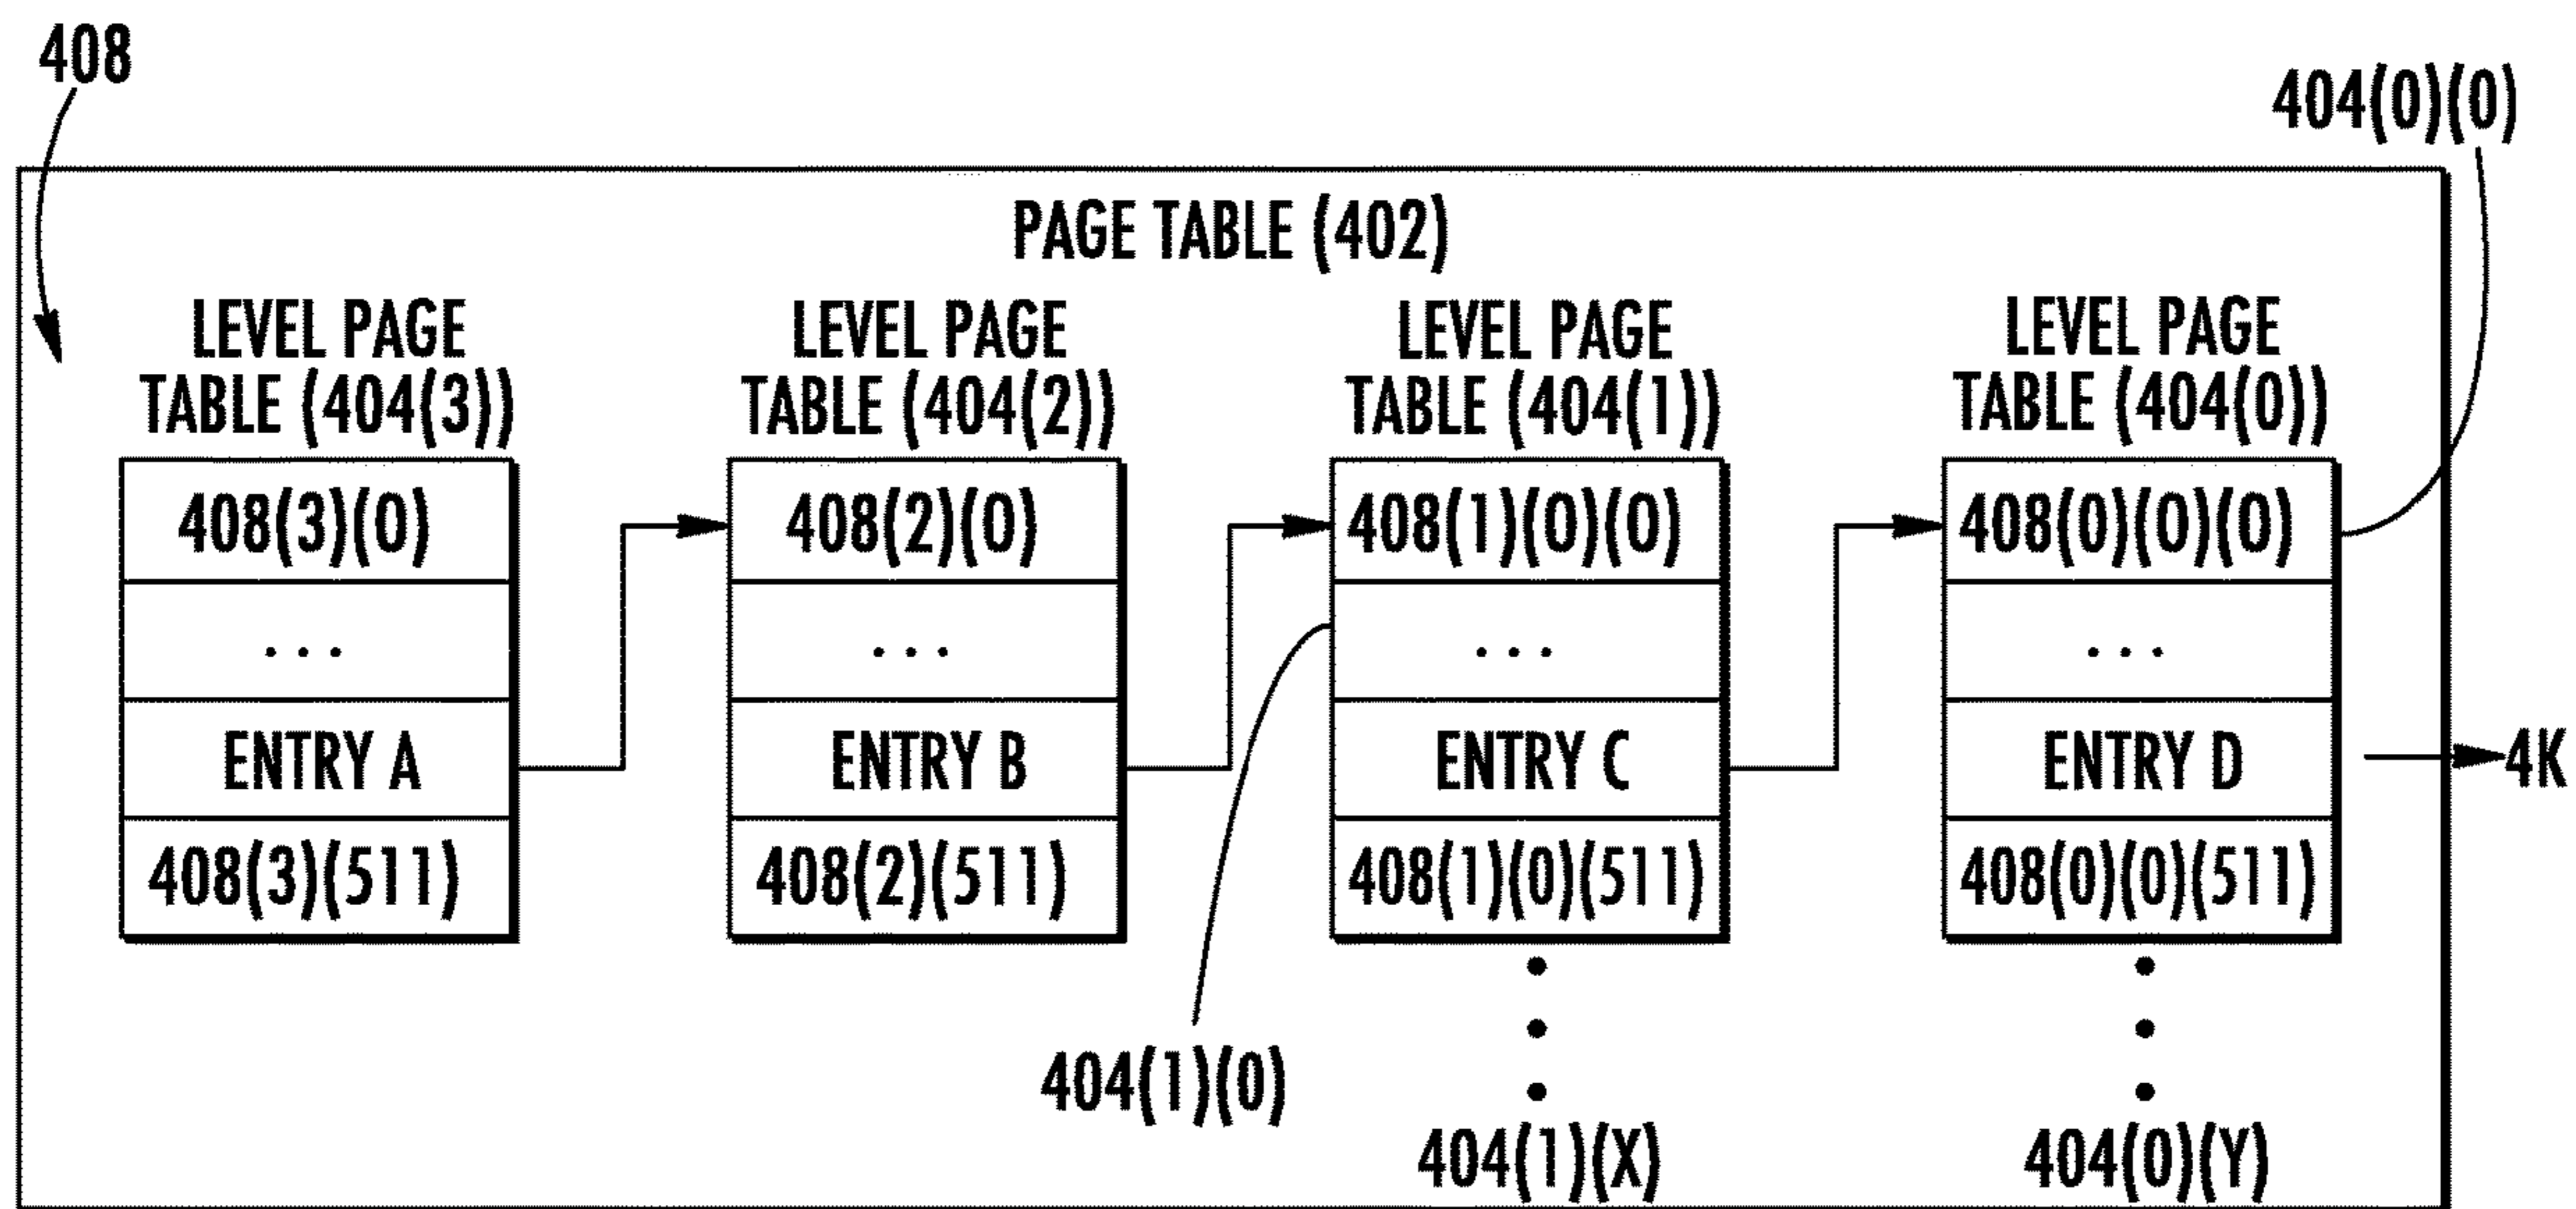 408
404(0)(0)
PAGE TABLE (402)
LEVEL PAGE
TABLE (404(3))
408(3)(0)
...
ENTRY A
408(3)(511)
LEVEL PAGE
TABLE (404(2))
408(2)(0)
...
ENTRY B
408(2)(511)
LEVEL PAGE
TABLE (404(1))
408(1)(0)(0)
...
ENTRY C
408(1)(0)(511)
LEVEL PAGE
TABLE (404(0))
408(0)(0)(0)
...
ENTRY D
408(0)(0)(511)
4K
404(1)(0)
404(1)(X)
404(0)(Y)